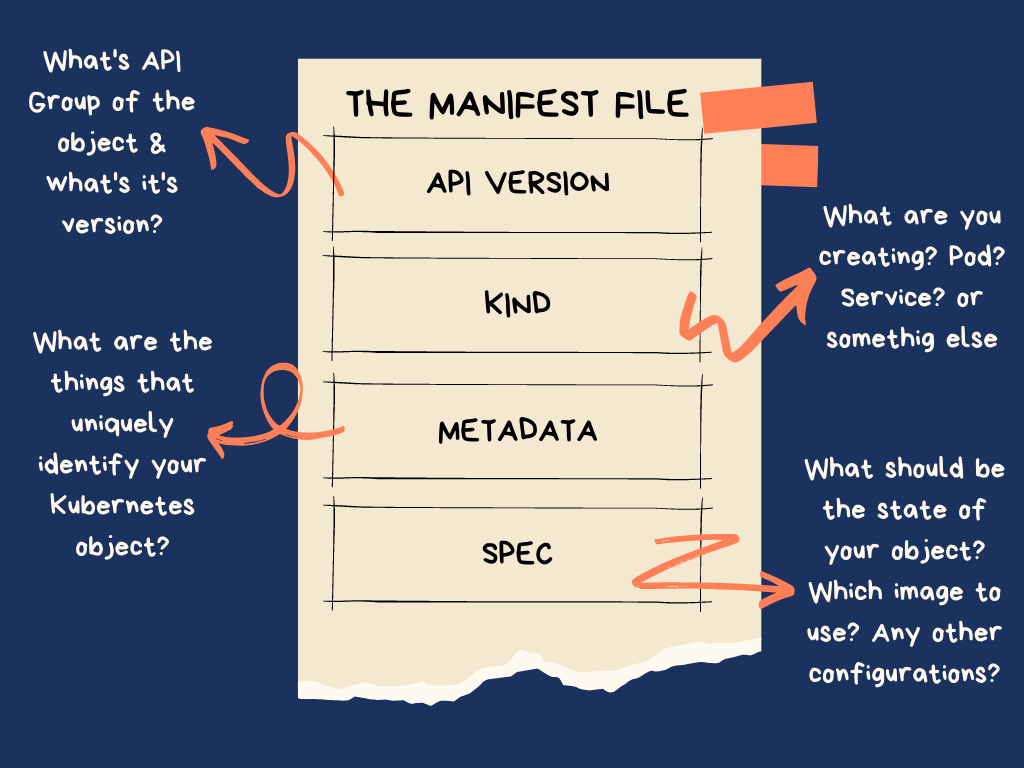 THE MANIFEST FILE
API VERSION
KIND
METADATA
SPEC
What's API
Group of the
object &
what's it's
version?
What are you
creating? Pod?
Service? or
somethig else
What are the
things that
uniquely
identify your
Kubernetes
object?
What should be
the state of
your object?
Which image to
use? Any other
configurations?